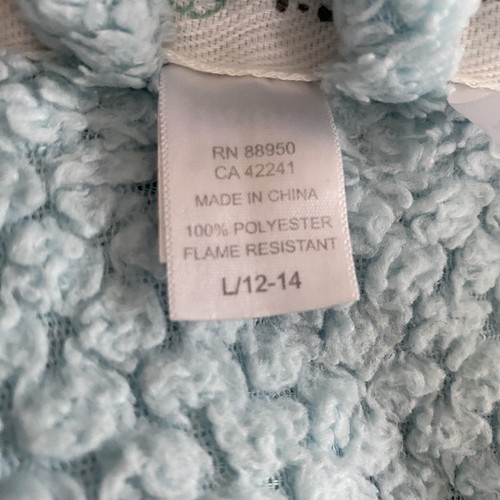 RN 88950
CA 42241
MADE IN CHINA
100% POLYESTER
FLAME RESISTANT
L/12-14